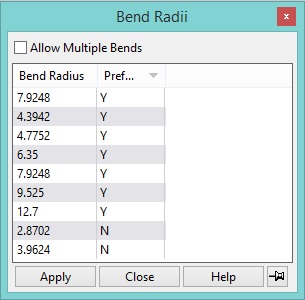 Bend Radii
x
Allow Multiple Bends
Bend Radius Pref...
7.9248 Y
4.3942 Y
4.7752 Y
6.35 Y
7.9248 Y
9.525 Y
12.7 Y
2.8702 N
3.9624 N
Apply Close Help